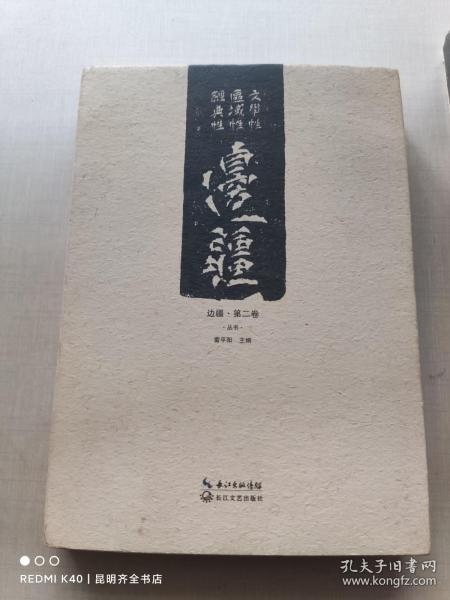 文學性
區域性
經典性
邊疆
边疆·第二卷
·丛书·
雷平阳 主编
长江出版传媒
长江文艺出版社
REDMI K40 | 昆明齐全书店
孔夫子旧书网
www.kongfz.com